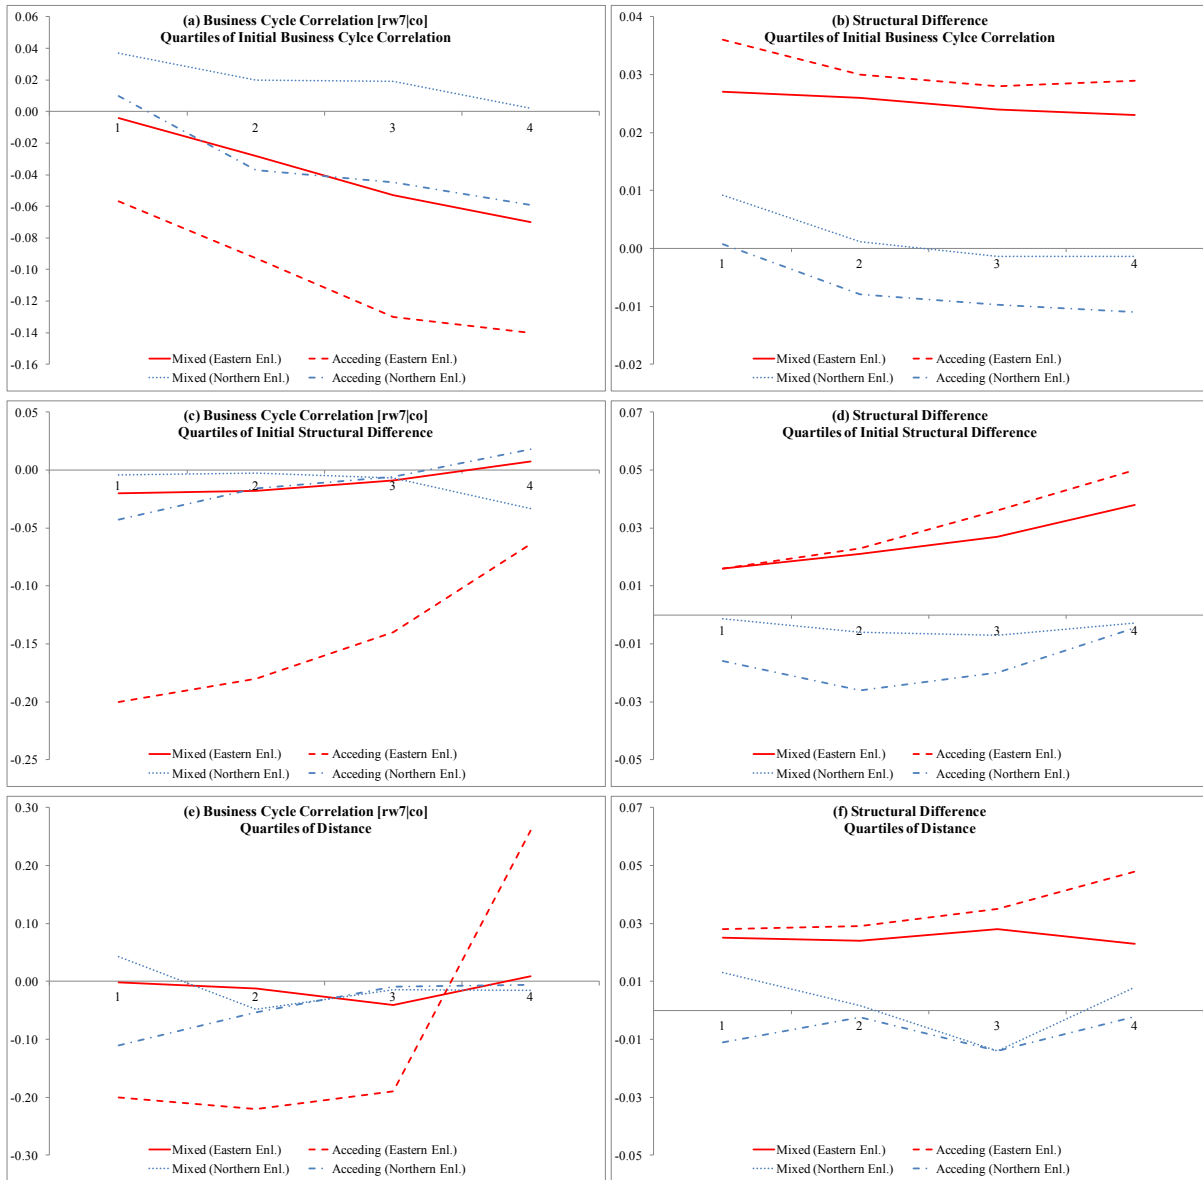 (a) Business Cycle Correlation [rw7|co]
Quartiles of Initial Business Cylce Correlation
0.06
0.04
0.02
0.00
-0.02
-0.04
-0.06
-0.08
-0.10
-0.12
-0.14
-0.16
1 2 3 4
Mixed (Eastern Enl.) Acceding (Eastern Enl.)
Mixed (Northern Enl.) Acceding (Northern Enl.)
(b) Structural Difference
Quartiles of Initial Business Cylce Correlation
0.04
0.03
0.02
0.01
0.00
-0.01
-0.02
1 2 3 4
Mixed (Eastern Enl.) Acceding (Eastern Enl.)
Mixed (Northern Enl.) Acceding (Northern Enl.)
(c) Business Cycle Correlation [rw7|co]
Quartiles of Initial Structural Difference
0.05
0.00
-0.05
-0.10
-0.15
-0.20
-0.25
1 2 3 4
Mixed (Eastern Enl.) Acceding (Eastern Enl.)
Mixed (Northern Enl.) Acceding (Northern Enl.)
(d) Structural Difference
Quartiles of Initial Structural Difference
0.07
0.05
0.03
0.01
-0.01
-0.03
-0.05
1 2 3 4
Mixed (Eastern Enl.) Acceding (Eastern Enl.)
Mixed (Northern Enl.) Acceding (Northern Enl.)
(e) Business Cycle Correlation [rw7|co]
Quartiles of Distance
0.30
0.20
0.10
0.00
-0.10
-0.20
-0.30
1 2 3 4
Mixed (Eastern Enl.) Acceding (Eastern Enl.)
Mixed (Northern Enl.) Acceding (Northern Enl.)
(f) Structural Difference
Quartiles of Distance
0.07
0.05
0.03
0.01
-0.01
-0.03
-0.05
1 2 3 4
Mixed (Eastern Enl.) Acceding (Eastern Enl.)
Mixed (Northern Enl.) Acceding (Northern Enl.)